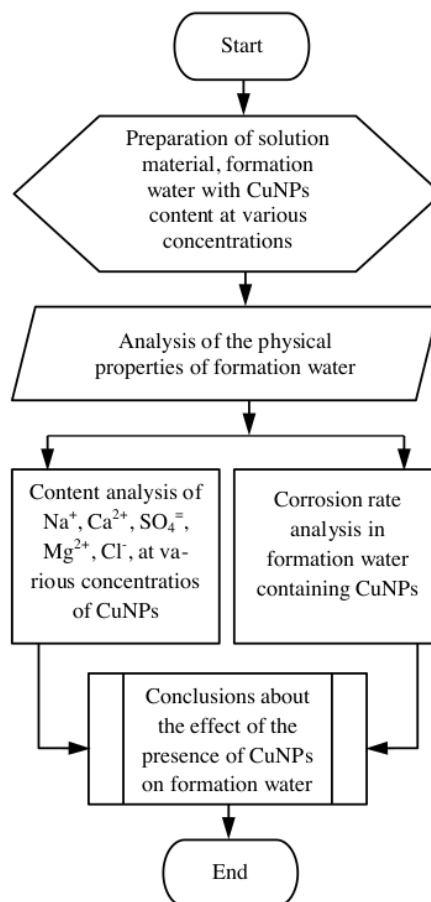 Start
Preparation of solution
material, formation
water with CuNPs
content at various
concentrations
Analysis of the physical
properties of formation water
Content analysis of
Na⁺, Ca²⁺, SO₄⁼,
Mg²⁺, Cl⁻, at va-
rious concentratios
of CuNPs
Corrosion rate
analysis in
formation water
containing CuNPs
Conclusions about
the effect of the
presence of CuNPs
on formation water
End